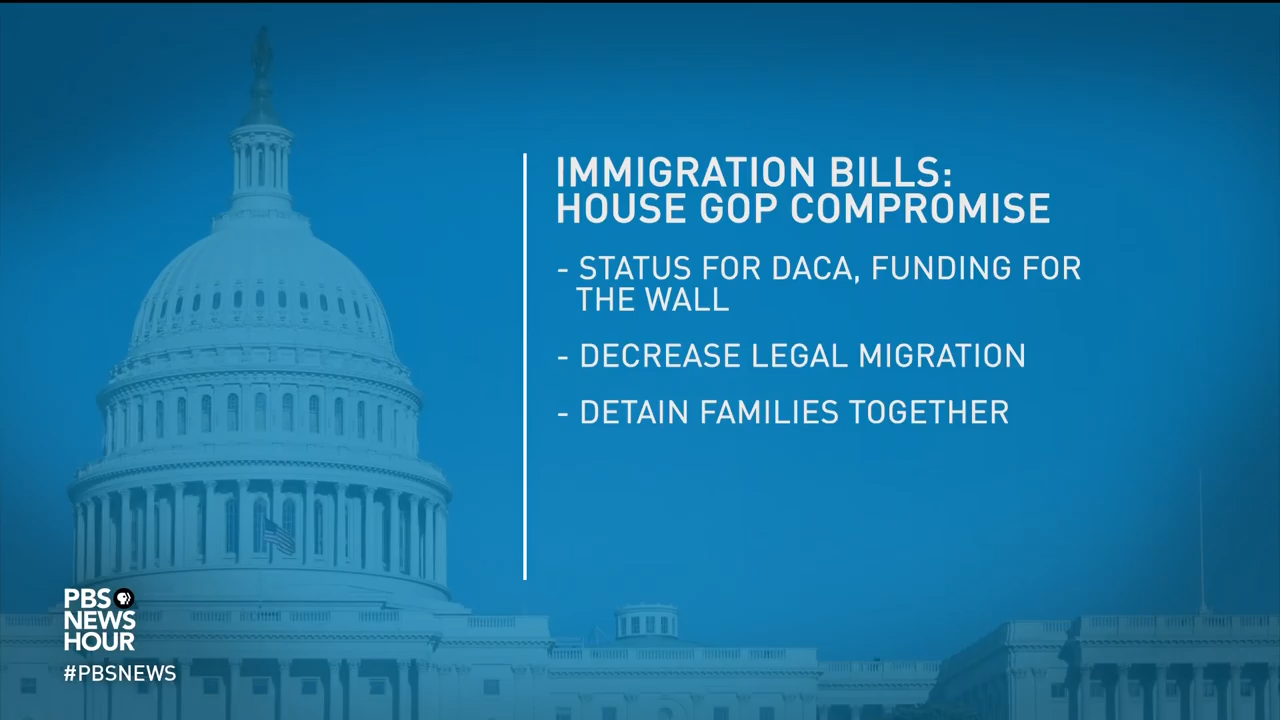 IMMIGRATION BILLS:
HOUSE GOP COMPROMISE
- STATUS FOR DACA, FUNDING FOR
THE WALL
- DECREASE LEGAL MIGRATION
- DETAIN FAMILIES TOGETHER
PBS
NEWS
HOUR
#PBSNEWS